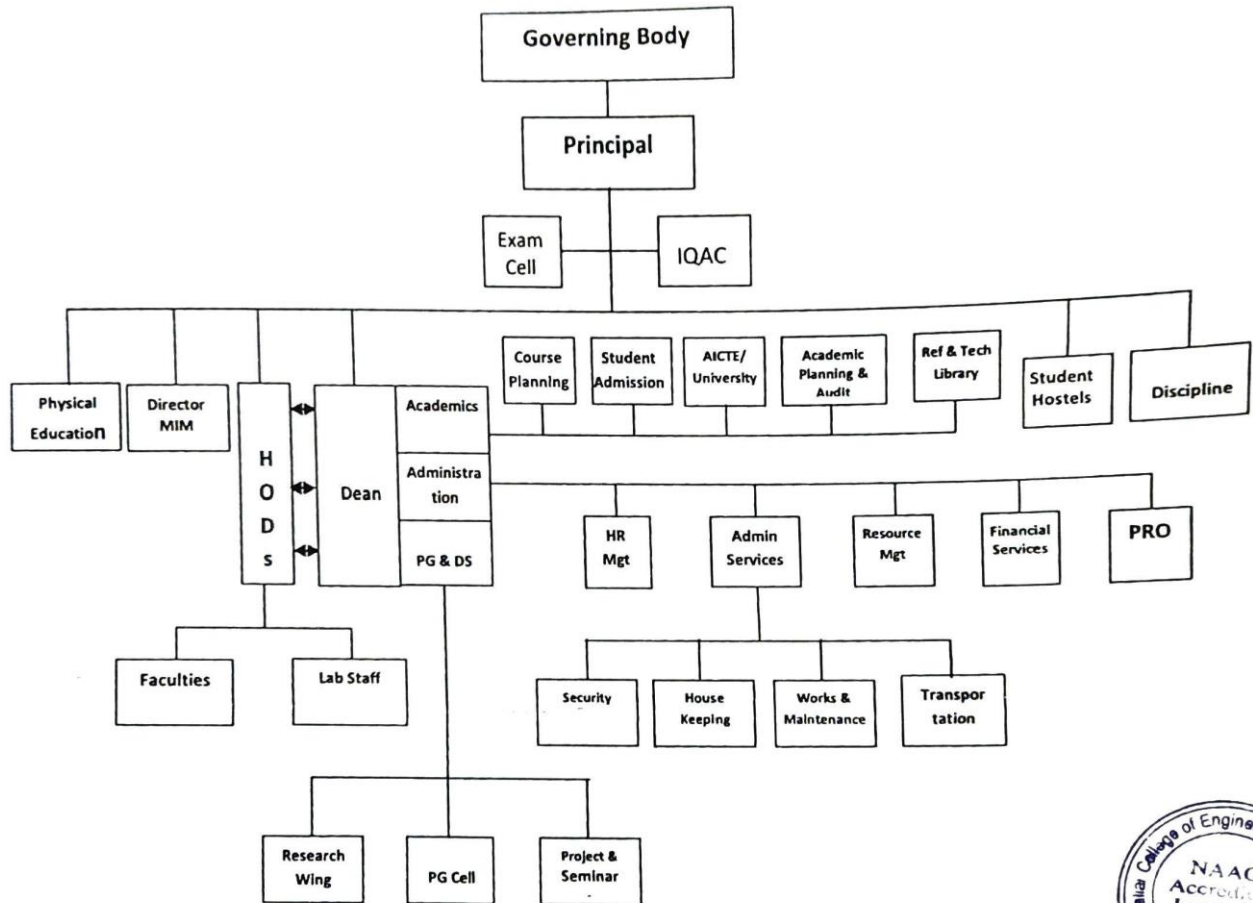 Governing Body
Principal
Exam
Cell
IQAC
Physical
Education
Director
MIM
H
O
D
s
Dean
Academics
Administra
tion
PG & DS
Course
Planning
Student
Admission
AICTE/
University
Academic
Planning &
Audit
Ref & Tech
Library
Student
Hostels
Discipline
HR
Mgt
Admin
Services
Resource
Mgt
Financial
Services
PRO
Faculties
Lab Staff
Security
House
Keeping
Works &
Maintenance
Transpor
tation
Research
Wing
PG Cell
Project &
Seminar
College of Engine
NAAC